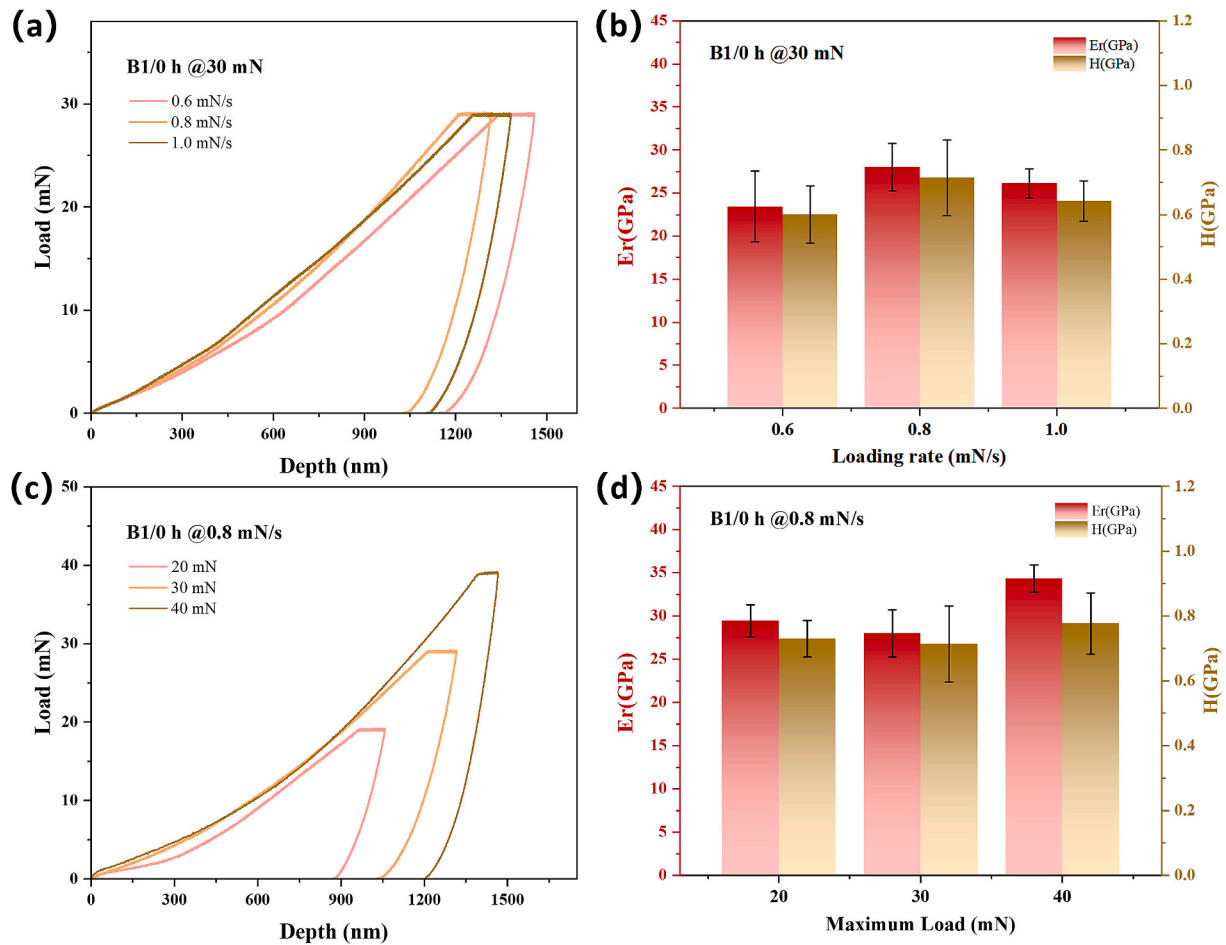 (a)
B1/0 h @30 mN
0.6 mN/s
0.8 mN/s
1.0 mN/s
Load (mN)
30
20
10
0
0 300 600 900 1200 1500
Depth (nm)
(b)
B1/0 h @30 mN
Er(GPa)
H(GPa)
Er(GPa)
45
40
35
30
25
20
15
10
5
0
H(GPa)
1.2
1.0
0.8
0.6
0.4
0.2
0.0
0.6 0.8 1.0
Loading rate (mN/s)
(c)
B1/0 h @0.8 mN/s
20 mN
30 mN
40 mN
Load (mN)
50
40
30
20
10
0
0 300 600 900 1200 1500
Depth (nm)
(d)
B1/0 h @0.8 mN/s
Er(GPa)
H(GPa)
Er(GPa)
45
40
35
30
25
20
15
10
5
0
H(GPa)
1.2
1.0
0.8
0.6
0.4
0.2
0.0
20 30 40
Maximum Load (mN)